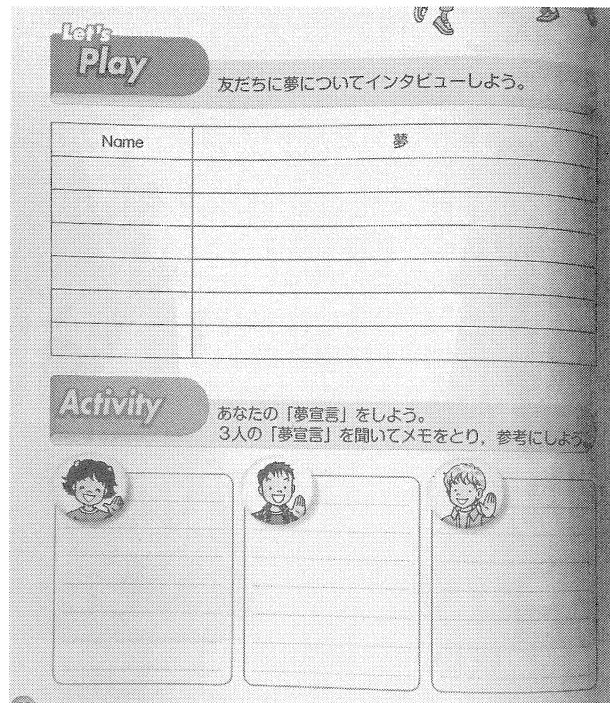 Let's
Play
友だちに夢についてインタビューしよう。
Name
夢
Activity
あなたの「夢宣言」をしよう。
3人の「夢宣言」を聞いてメモをとり,参考にしよう。